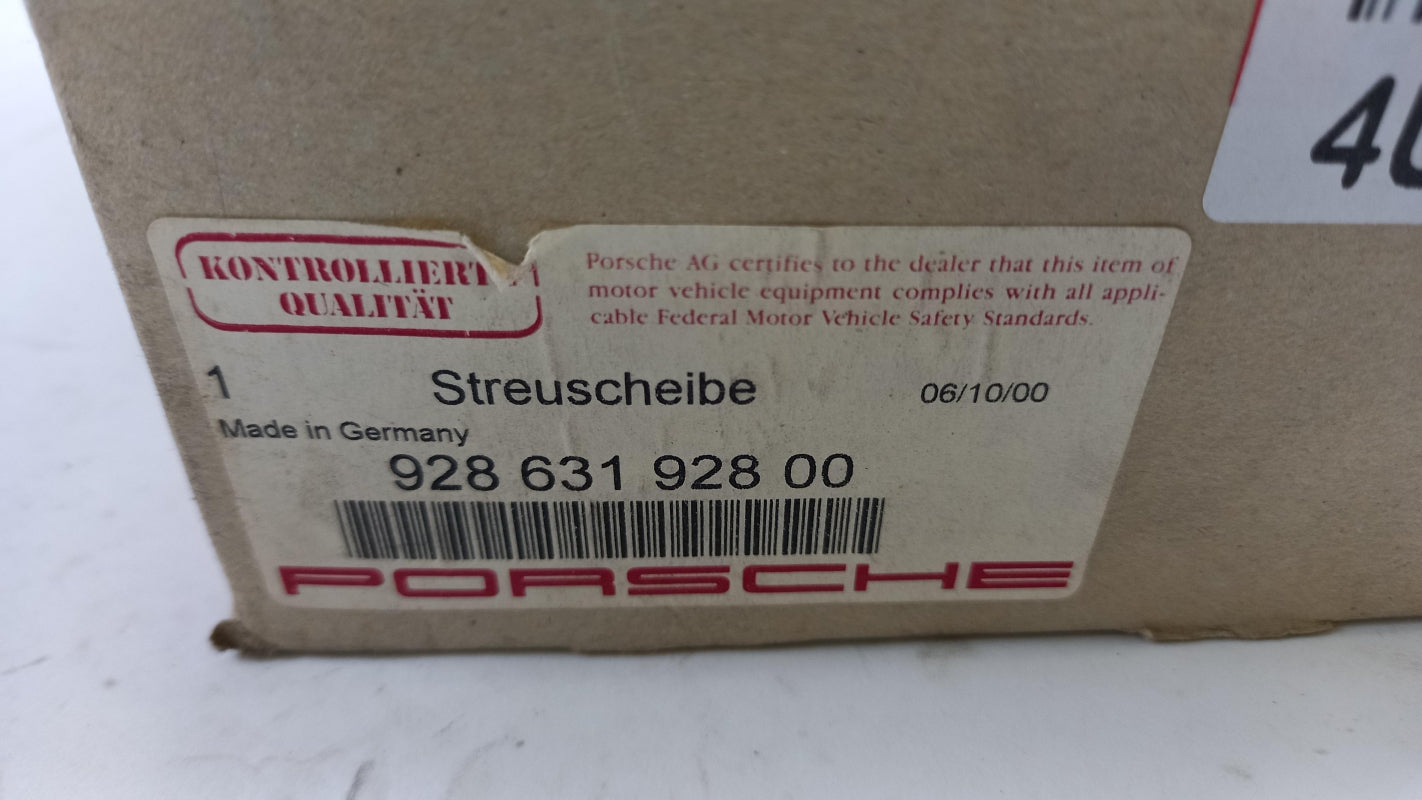 KONTROLLIERTE
QUALITÄT
Porsche AG certifies to the dealer that this item of
motor vehicle equipment complies with all appli-
cable Federal Motor Vehicle Safety Standards.
1 Streuscheibe 06/10/00
Made in Germany
928 631 928 00
PORSCHE